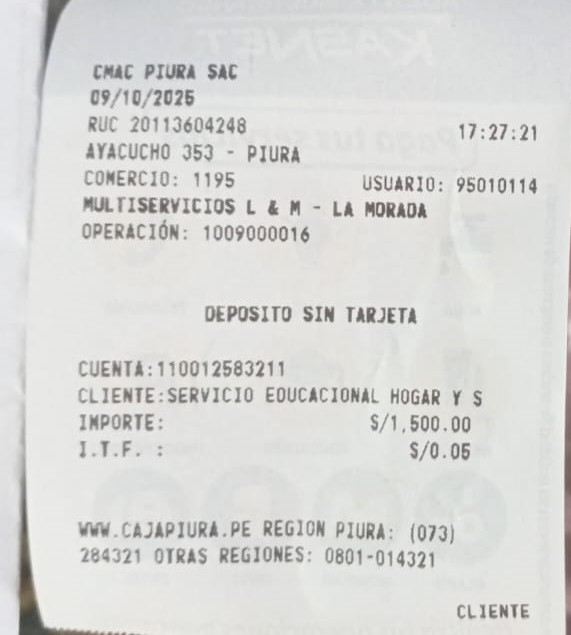 CMAC PIURA SAC
09/10/2025
RUC 20113604248 17:27:21
AYACUCHO 353 - PIURA
COMERCIO: 1195 USUARIO: 95010114
MULTISERVICIOS L & M - LA MORADA
OPERACIÓN: 1009000016
DEPOSITO SIN TARJETA
CUENTA:110012583211
CLIENTE:SERVICIO EDUCACIONAL HOGAR Y S
IMPORTE: S/1,500.00
I.T.F. : S/0.05
WWW.CAJAPIURA.PE REGION PIURA: (073)
284321 OTRAS REGIONES: 0801-014321
CLIENTE